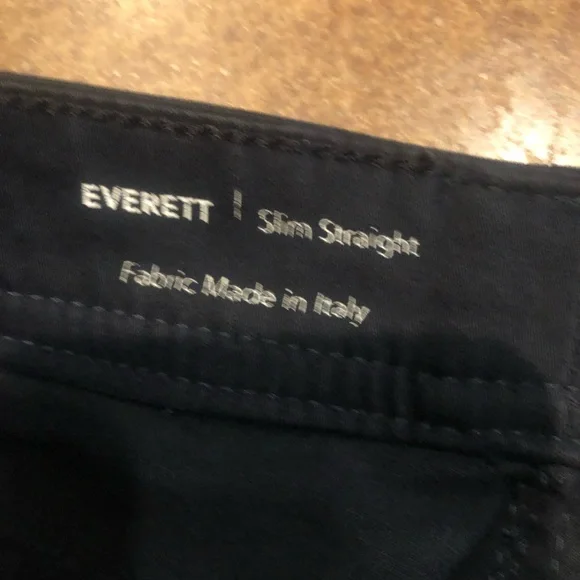 EVERETT | Slim Straight
Fabric Made in Italy